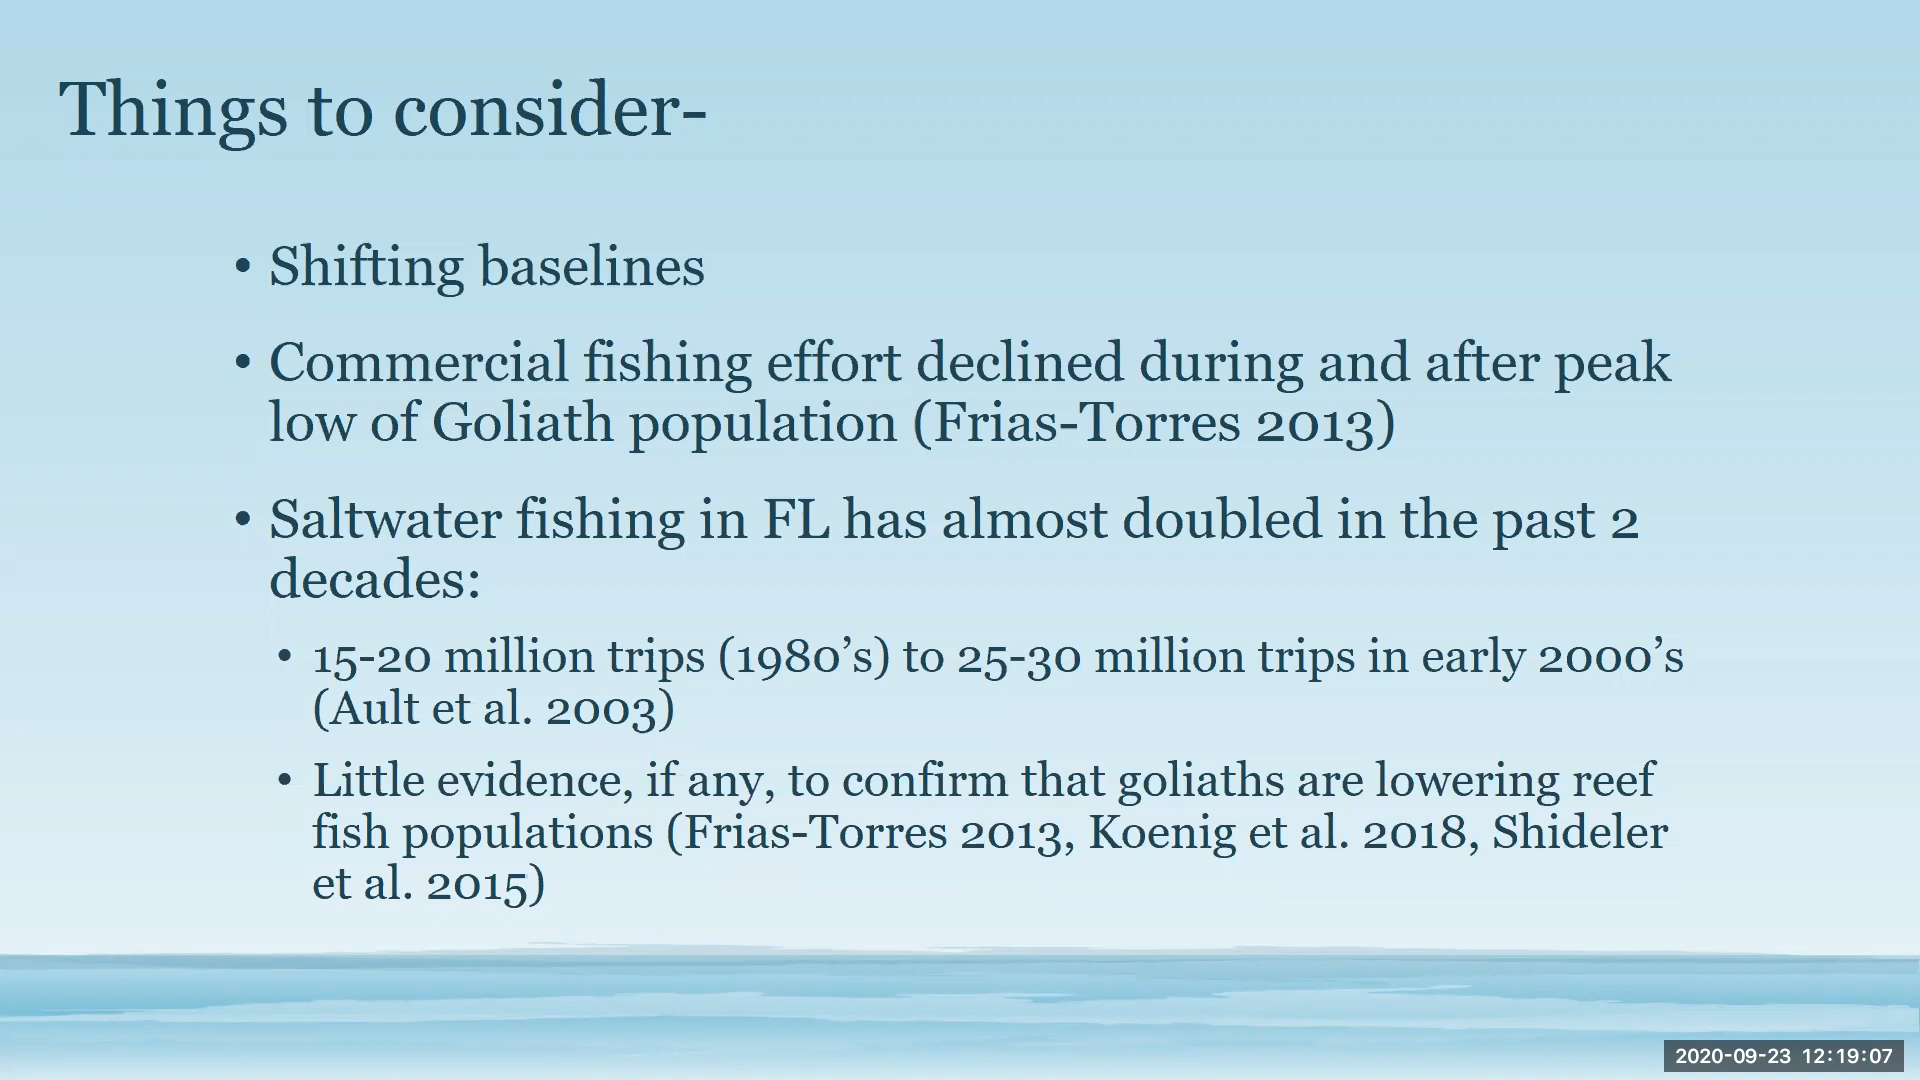 Things to consider-
• Shifting baselines
• Commercial fishing effort declined during and after peak
low of Goliath population (Frias-Torres 2013)
• Saltwater fishing in FL has almost doubled in the past 2
decades:
• 15-20 million trips (1980’s) to 25-30 million trips in early 2000’s
(Ault et al. 2003)
• Little evidence, if any, to confirm that goliaths are lowering reef
fish populations (Frias-Torres 2013, Koenig et al. 2018, Shideler
et al. 2015)
2020-09-23 12:19:07